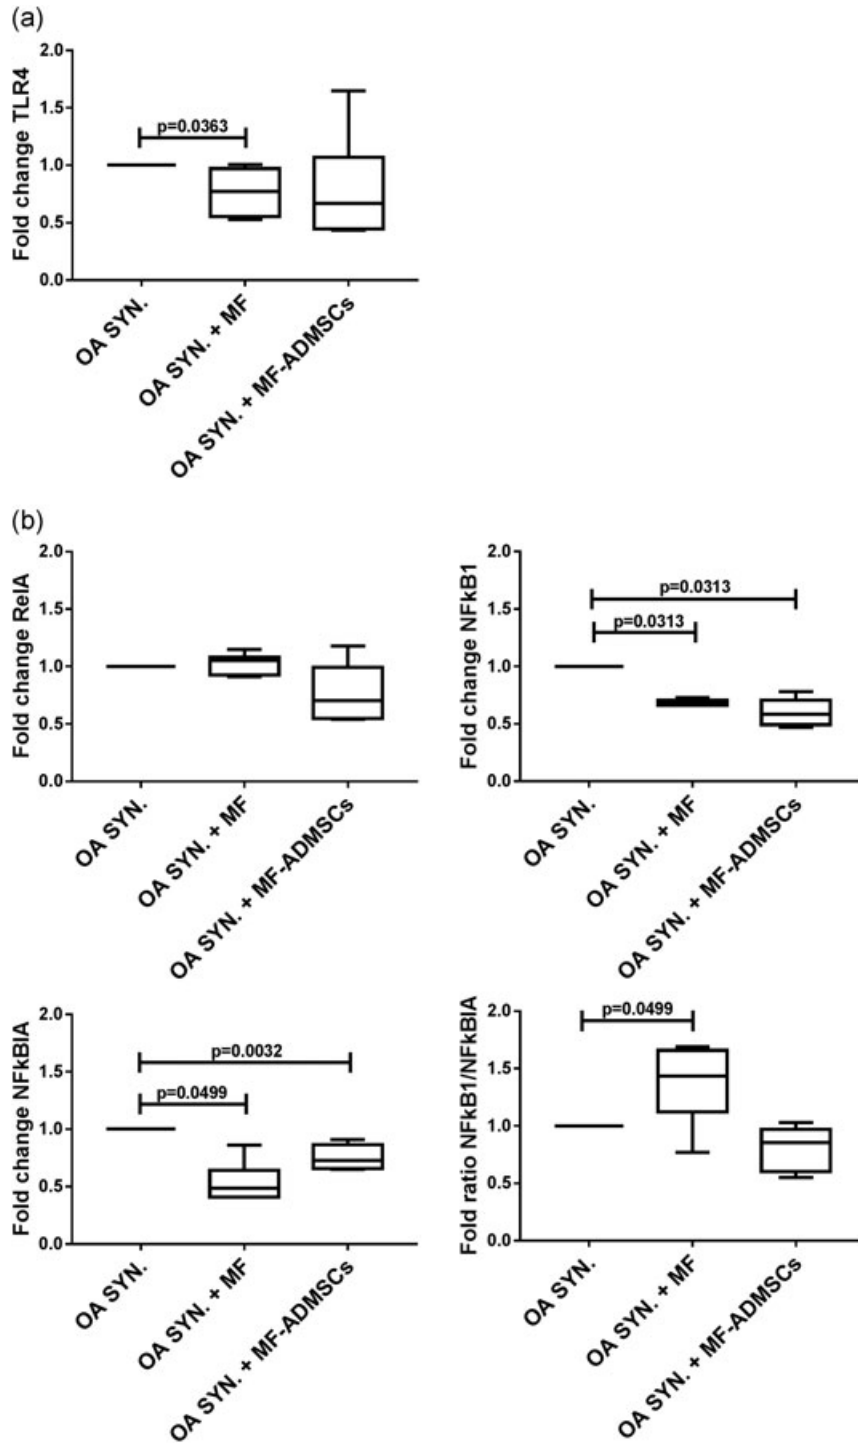 (a)
Fold change TLR4
2.0
1.5
1.0
0.5
0.0
p=0.0363
OA SYN.
OA SYN. + MF
OA SYN. + MF-ADMSCs
(b)
Fold change RelA
2.0
1.5
1.0
0.5
0.0
OA SYN.
OA SYN. + MF
OA SYN. + MF-ADMSCs
Fold change NFkB1
2.0
1.5
1.0
0.5
0.0
p=0.0313
p=0.0313
OA SYN.
OA SYN. + MF
OA SYN. + MF-ADMSCs
Fold change NFkBIA
2.0
1.5
1.0
0.5
0.0
p=0.0032
p=0.0499
OA SYN.
OA SYN. + MF
OA SYN. + MF-ADMSCs
Fold ratio NFkB1/NFkBIA
2.0
1.5
1.0
0.5
0.0
p=0.0499
OA SYN.
OA SYN. + MF
OA SYN. + MF-ADMSCs